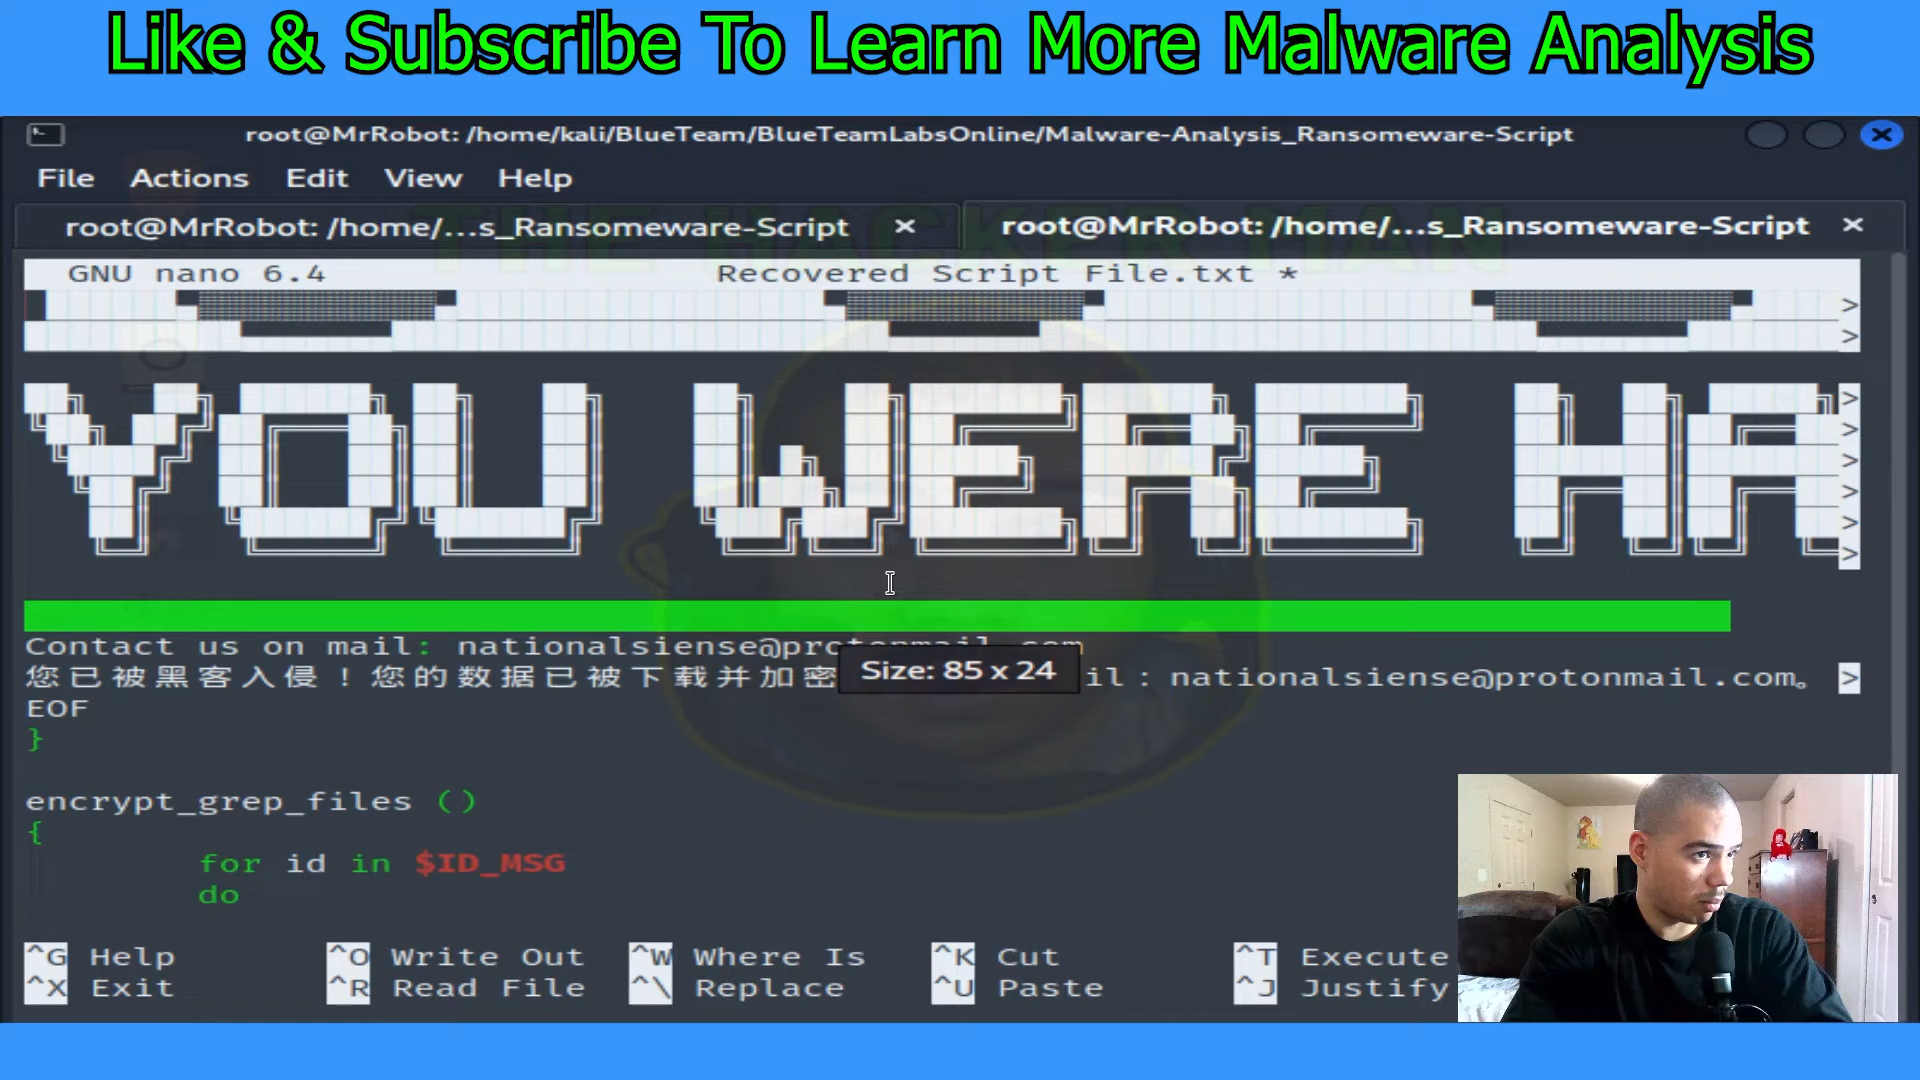 Like & Subscribe To Learn More Malware Analysis
root@MrRobot: /home/kali/BlueTeam/BlueTeamLabsOnline/Malware-Analysis_Ransomeware-Script
File Actions Edit View Help
root@MrRobot: /home/...s_Ransomeware-Script × root@MrRobot: /home/...s_Ransomeware-Script ×
GNU nano 6.4 Recovered Script File.txt *
>
>
YOU WERE HA
>
>
>
>
>
>
Contact us on mail: nationalsiense@protonmail.com
您已被黑客入侵！您的数据已被下载并加密 il：nationalsiense@protonmail.com。 >
Size: 85 x 24
EOF
}
encrypt_grep_files ()
{
for id in $ID_MSG
do
^G Help ^O Write Out ^W Where Is ^K Cut ^T Execute
^X Exit ^R Read File ^\ Replace ^U Paste ^J Justify